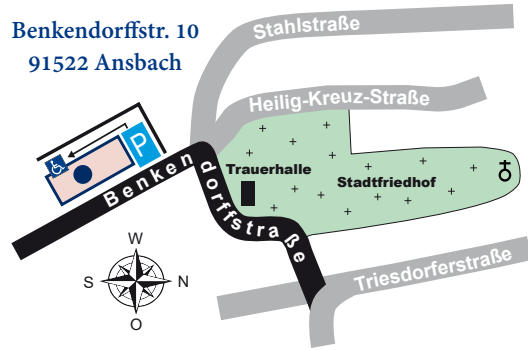 Benkendorffstr. 10
91522 Ansbach
Stahlstraße
Heilig-Kreuz-Straße
P
Benkendorffstraße
Trauerhalle
Stadtfriedhof
Triesdorferstraße
W
S
N
O